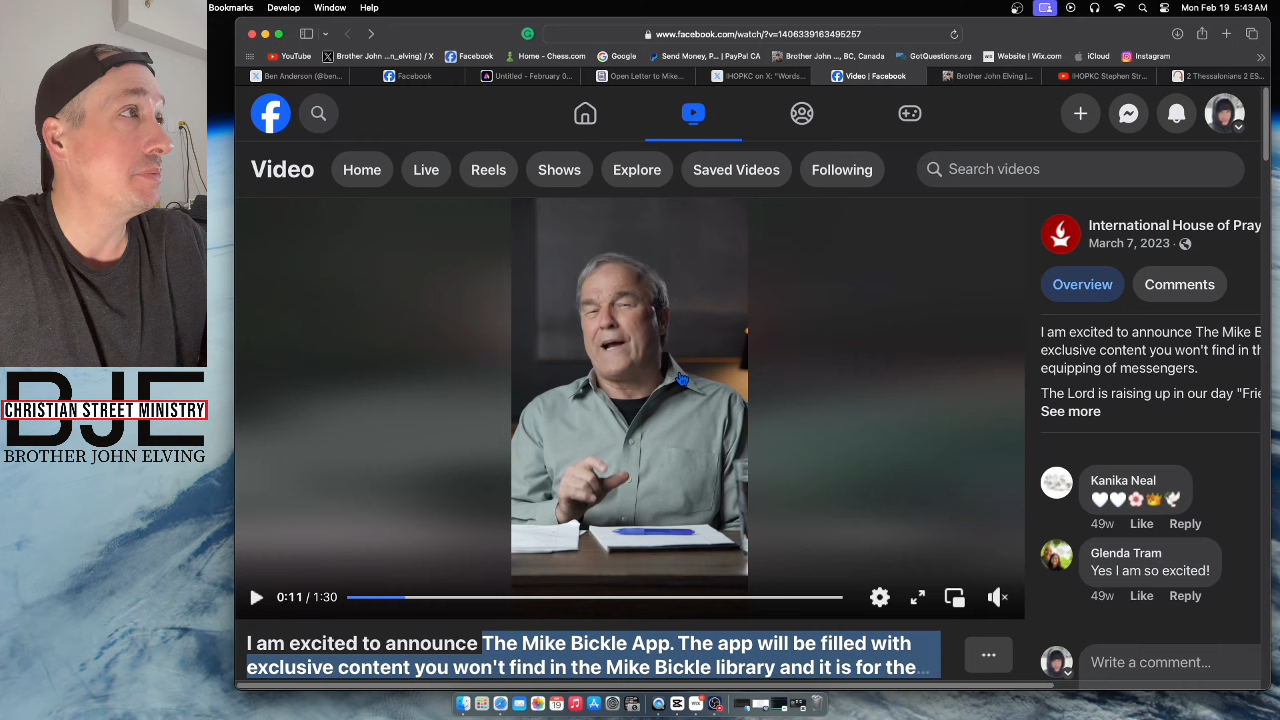 Bookmarks Develop Window Help
Mon Feb 19 5:43 AM
www.facebook.com/watch/?v=1406339163495257
YouTube
Brother John ...n_elving) / X
Facebook
Home - Chess.com
Google
Send Money, P... | PayPal CA
Brother J... BC, Canada
GotQuestions.org
Website | Wix.com
iCloud
Instagram
Ben Anderson (@ben...
Facebook
Untitled - February 0...
Open Letter to Mike...
IHOPKC on X: "Words...
Video | Facebook
Brother John Elving |...
IHOPKC Stephen Str...
2 Thessalonians 2 ES...
Video
Home
Live
Reels
Shows
Explore
Saved Videos
Following
Search videos
International House of Pray
March 7, 2023 ·
Overview
Comments
I am excited to announce The Mike B
exclusive content you won't find in th
equipping of messengers.
The Lord is raising up in our day "Frie
See more
Kanika Neal
49w Like Reply
Glenda Tram
Yes I am so excited!
49w Like Reply
Write a comment...
0:11 / 1:30
I am excited to announce The Mike Bickle App. The app will be filled with
exclusive content you won't find in the Mike Bickle library and it is for the...
BJE
CHRISTIAN STREET MINISTRY
BROTHER JOHN ELVING